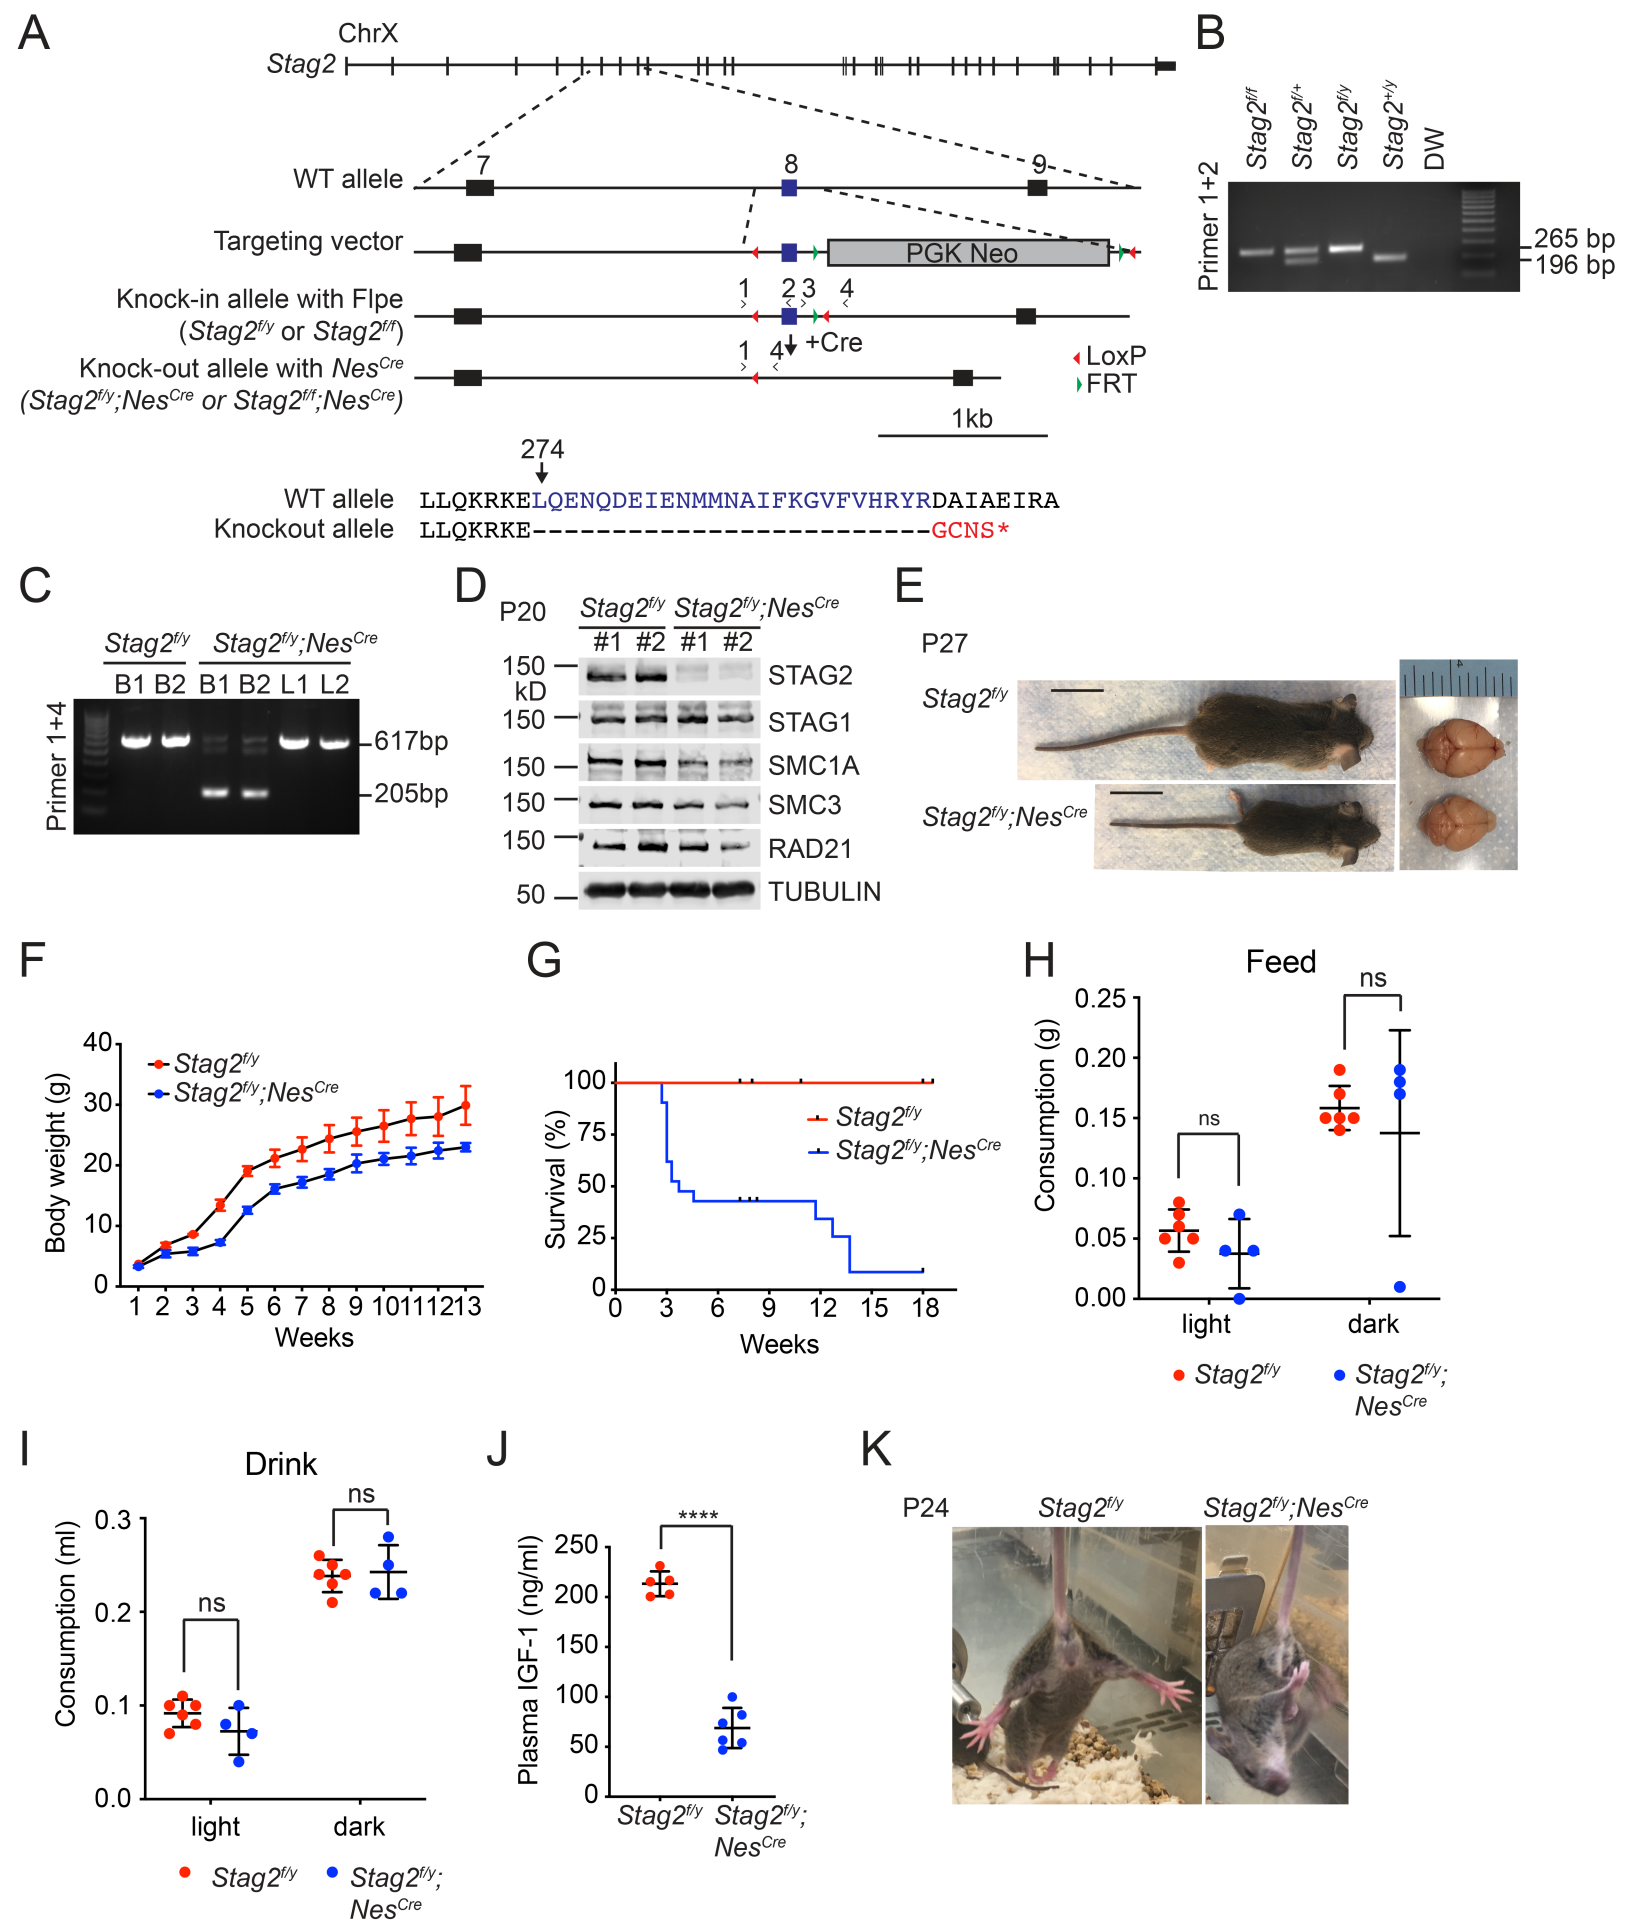 A
ChrX
Stag2
WT allele
7
8
9
Targeting vector
PGK Neo
Knock-in allele with Flpe
(Stag2f/y or Stag2f/f)
1
2
3
4
+Cre
Knock-out allele with NesCre
(Stag2f/y;NesCre or Stag2f/f;NesCre)
1
4
LoxP
FRT
1kb
274
WT allele
LLQKRKELQENQDEIENMMNAIFKGVFVHRYRDAIAEIRA
Knockout allele
LLQKRKE-------------------------GCNS*
B
Stag2f/f
Stag2f/+
Stag2f/y
Stag2+/y
DW
Primer 1+2
265 bp
196 bp
C
Stag2f/y
Stag2f/y;NesCre
B1 B2 B1 B2 L1 L2
Primer 1+4
617bp
205bp
D
P20
Stag2f/y
Stag2f/y;NesCre
#1 #2 #1 #2
150
kD
STAG2
150
STAG1
150
SMC1A
150
SMC3
150
RAD21
50
TUBULIN
E
P27
Stag2f/y
Stag2f/y;NesCre
F
Body weight (g)
40
30
20
10
0
Stag2f/y
Stag2f/y;NesCre
1 2 3 4 5 6 7 8 9 10 11 12 13
Weeks
G
Survival (%)
100
75
50
25
0
Stag2f/y
Stag2f/y;NesCre
0 3 6 9 12 15 18
Weeks
H
Feed
Consumption (g)
0.25
0.20
0.15
0.10
0.05
0.00
ns
ns
light
dark
Stag2f/y
Stag2f/y;
NesCre
I
Drink
Consumption (ml)
0.3
0.2
0.1
0.0
ns
ns
light
dark
Stag2f/y
Stag2f/y;
NesCre
J
Plasma IGF-1 (ng/ml)
250
200
150
100
50
0
****
Stag2f/y
Stag2f/y;
NesCre
K
P24
Stag2f/y
Stag2f/y;NesCre